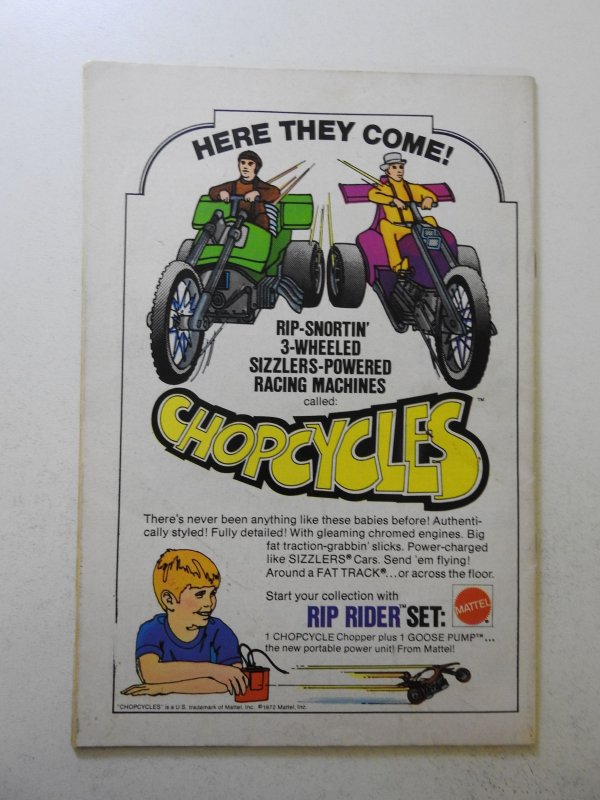 HERE THEY COME!
RIP-SNORTIN'
3-WHEELED
SIZZLERS-POWERED
RACING MACHINES
called:
CHOPCYCLES™
There's never been anything like these babies before! Authenti-
cally styled! Fully detailed! With gleaming chromed engines. Big
fat traction-grabbin' slicks. Power-charged
like SIZZLERS® Cars. Send 'em flying!
Around a FAT TRACK®...or across the floor.
Start your collection with
RIP RIDER™ SET:
MATTEL
1 CHOPCYCLE Chopper plus 1 GOOSE PUMP™...
the new portable power unit! From Mattel!
"CHOPCYCLES" is a U.S. trademark of Mattel, Inc. ©1972 Mattel, Inc.